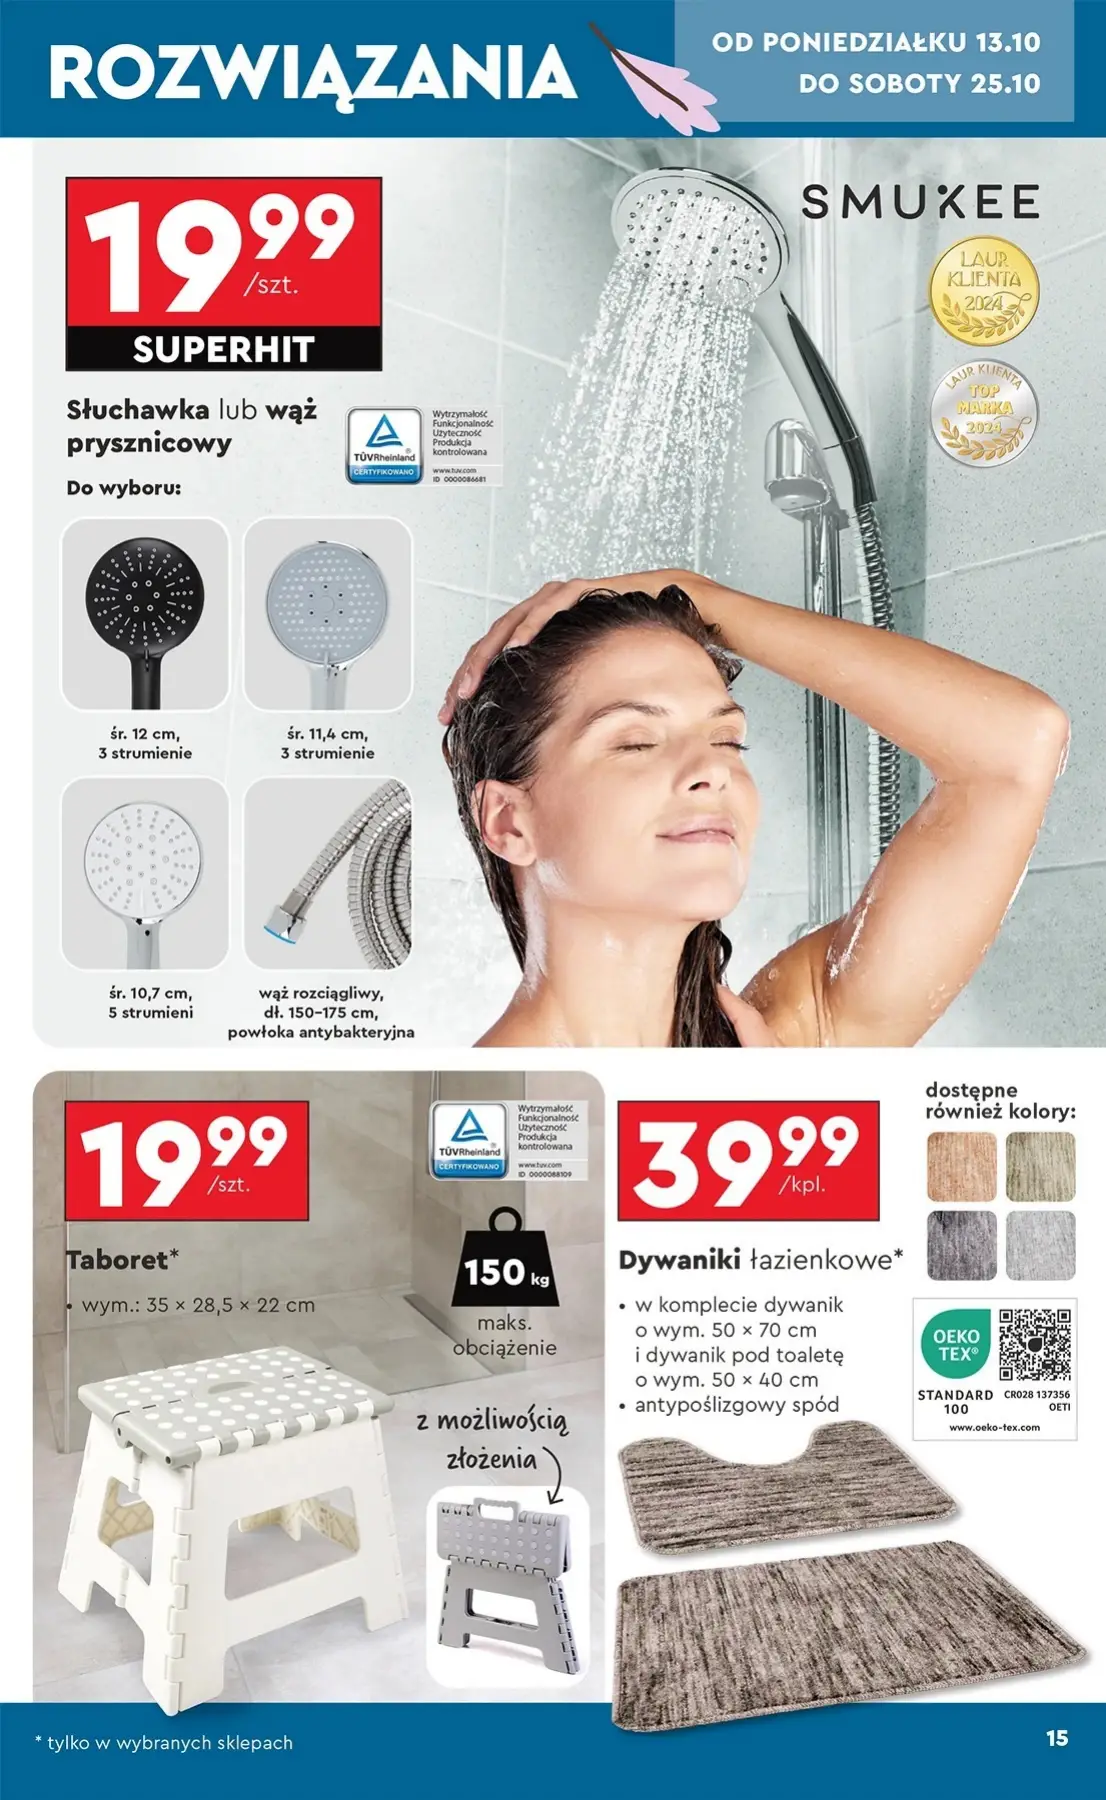 ROZWIĄZANIA
OD PONIEDZIAŁKU 13.10
DO SOBOTY 25.10
1999
/szt.
SUPERHIT
SMUKEE
LAUR
KLIENTA
2024
LAUR KLIENTA
TOP
MARKA
2024
Słuchawka lub wąż
prysznicowy
Do wyboru:
TÜVRheinland
CERTYFIKOWANO
Wytrzymałość
Funkcjonalność
Użyteczność
Produkcja
kontrolowana
www.tuv.com
ID 0000086681
śr. 12 cm,
3 strumienie
śr. 11,4 cm,
3 strumienie
śr. 10,7 cm,
5 strumieni
wąż rozciągliwy,
dł. 150–175 cm,
powłoka antybakteryjna
1999
/szt.
TÜVRheinland
CERTYFIKOWANO
Wytrzymałość
Funkcjonalność
Użyteczność
Produkcja
kontrolowana
www.tuv.com
ID 0000088109
Taboret*
• wym.: 35 × 28,5 × 22 cm
150 kg
maks.
obciążenie
z możliwością
złożenia
3999
/kpl.
dostępne
również kolory:
Dywaniki łazienkowe*
• w komplecie dywanik
o wym. 50 × 70 cm
i dywanik pod toaletę
o wym. 50 × 40 cm
• antypoślizgowy spód
OEKO
TEX®
STANDARD
100
CR028 137356
OETI
www.oeko-tex.com
* tylko w wybranych sklepach
15